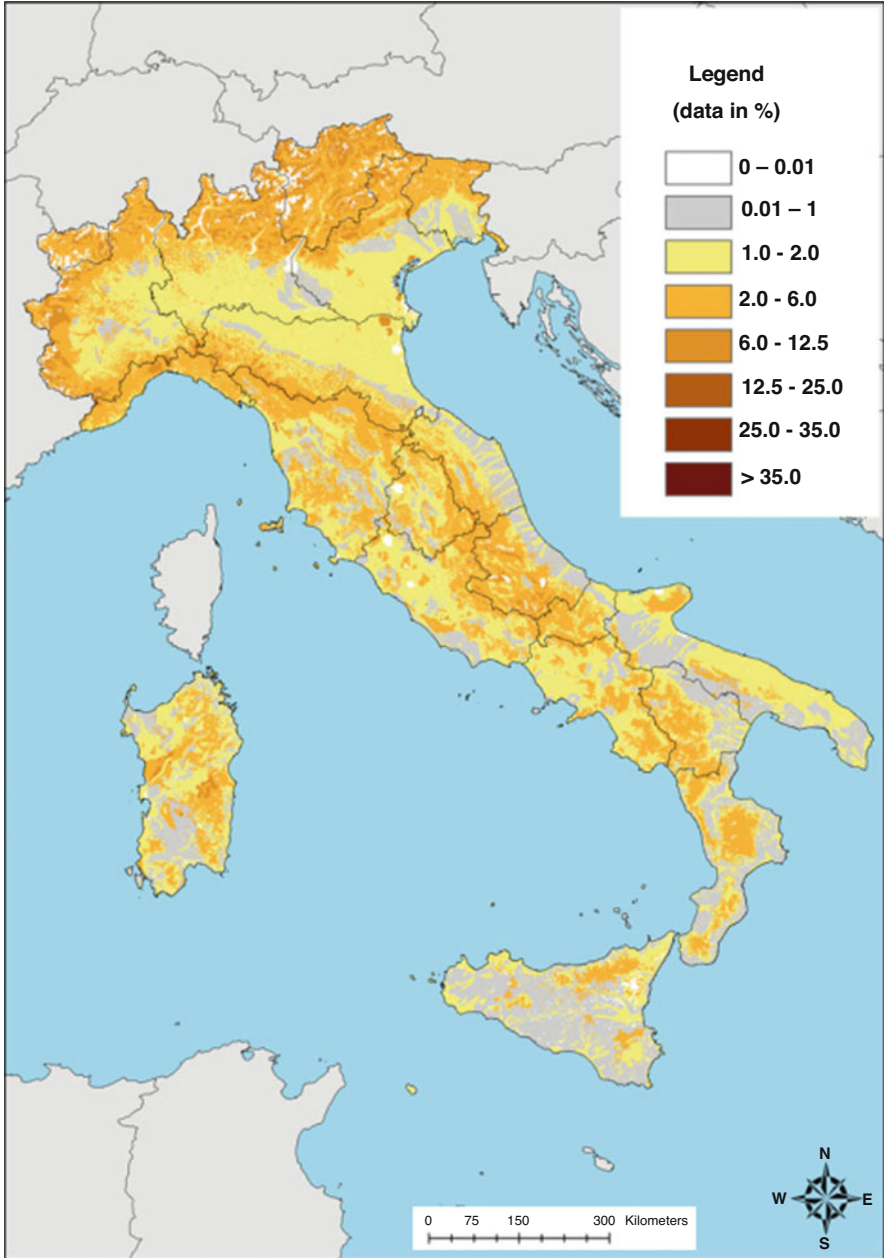 Legend
(data in %)
0 – 0.01
0.01 – 1
1.0 - 2.0
2.0 - 6.0
6.0 - 12.5
12.5 - 25.0
25.0 - 35.0
> 35.0
N
W E
S
0 75 150 300 Kilometers